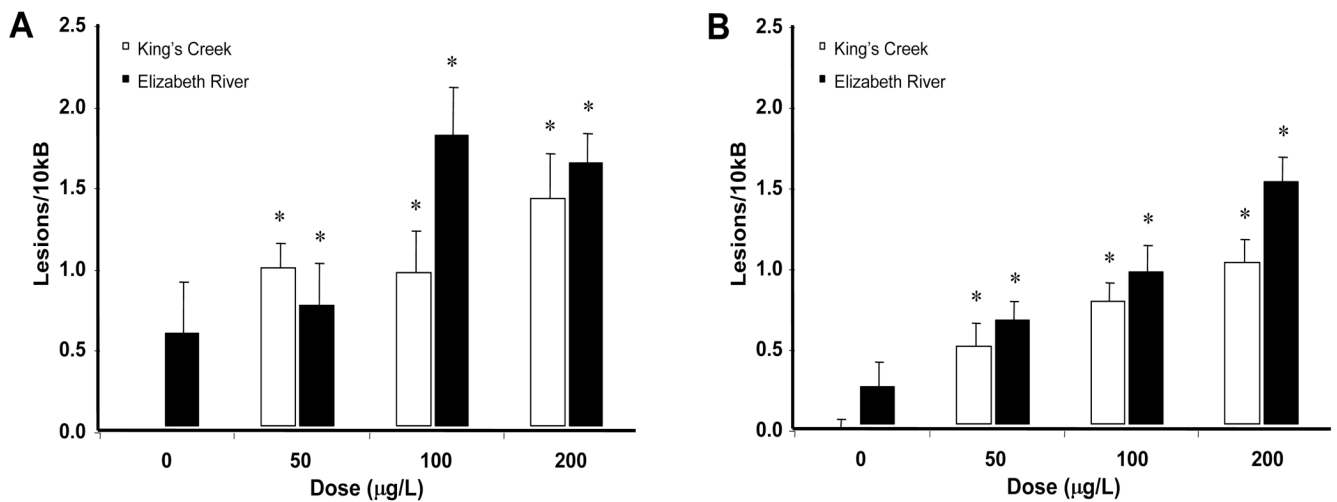 A
2.5
King's Creek
Elizabeth River
2.0
1.5
1.0
0.5
0.0
Lesions/10kB
* * * * * *
0 50 100 200
Dose (µg/L)
B
2.5
King's Creek
Elizabeth River
2.0
1.5
1.0
0.5
0.0
Lesions/10kB
* * * * * *
0 50 100 200
Dose (µg/L)